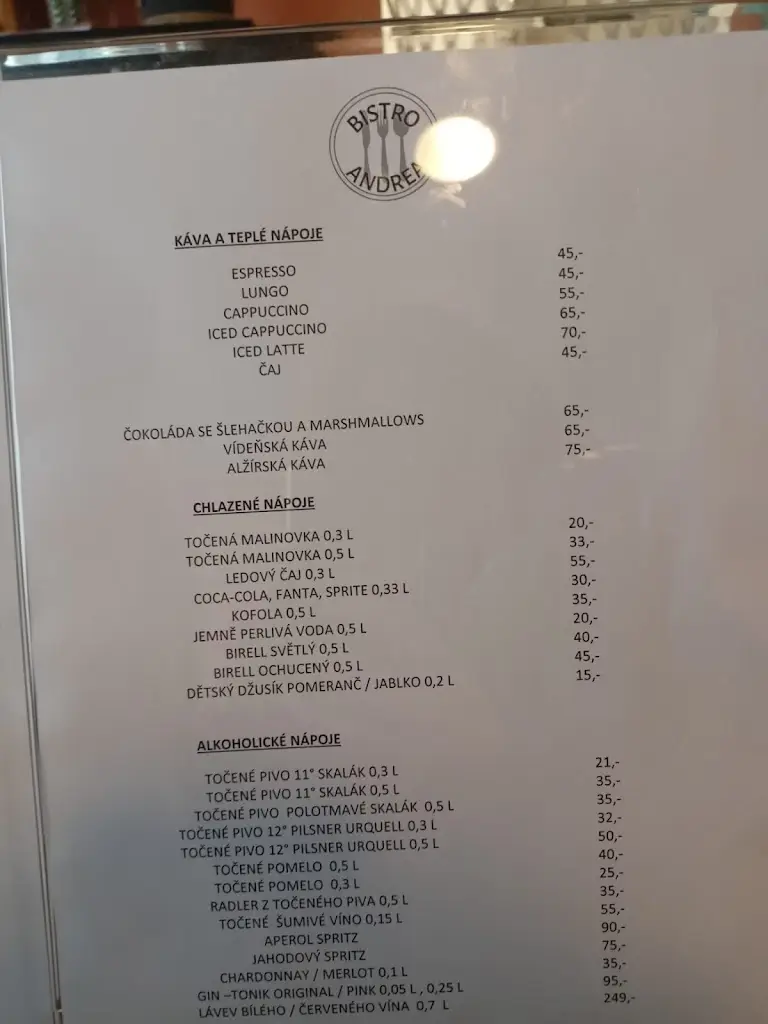 BISTRO
ANDREA
KÁVA A TEPLÉ NÁPOJE
ESPRESSO 45,-
LUNGO 45,-
CAPPUCCINO 55,-
ICED CAPPUCCINO 65,-
ICED LATTE 70,-
ČAJ 45,-
ČOKOLÁDA SE ŠLEHAČKOU A MARSHMALLOWS 65,-
VÍDEŇSKÁ KÁVA 65,-
ALŽÍRSKÁ KÁVA 75,-
CHLAZENÉ NÁPOJE
TOČENÁ MALINOVKA 0,3 L 20,-
TOČENÁ MALINOVKA 0,5 L 33,-
LEDOVÝ ČAJ 0,3 L 55,-
COCA-COLA, FANTA, SPRITE 0,33 L 30,-
KOFOLA 0,5 L 35,-
JEMNĚ PERLIVÁ VODA 0,5 L 20,-
BIRELL SVĚTLÝ 0,5 L 40,-
BIRELL OCHUCENÝ 0,5 L 45,-
DĚTSKÝ DŽUSÍK POMERANČ / JABLKO 0,2 L 15,-
ALKOHOLICKÉ NÁPOJE
TOČENÉ PIVO 11° SKALÁK 0,3 L 21,-
TOČENÉ PIVO 11° SKALÁK 0,5 L 35,-
TOČENÉ PIVO POLOTMAVÉ SKALÁK 0,5 L 35,-
TOČENÉ PIVO 12° PILSNER URQUELL 0,3 L 32,-
TOČENÉ PIVO 12° PILSNER URQUELL 0,5 L 50,-
TOČENÉ POMELO 0,5 L 40,-
TOČENÉ POMELO 0,3 L 25,-
RADLER Z TOČENÉHO PIVA 0,5 L 35,-
TOČENÉ ŠUMIVÉ VÍNO 0,15 L 55,-
APEROL SPRITZ 90,-
JAHODOVÝ SPRITZ 75,-
CHARDONNAY / MERLOT 0,1 L 35,-
GIN –TONIK ORIGINAL / PINK 0,05 L , 0,25 L 95,-
LÁVEV BÍLÉHO / ČERVENÉHO VÍNA 0,7 L 249,-